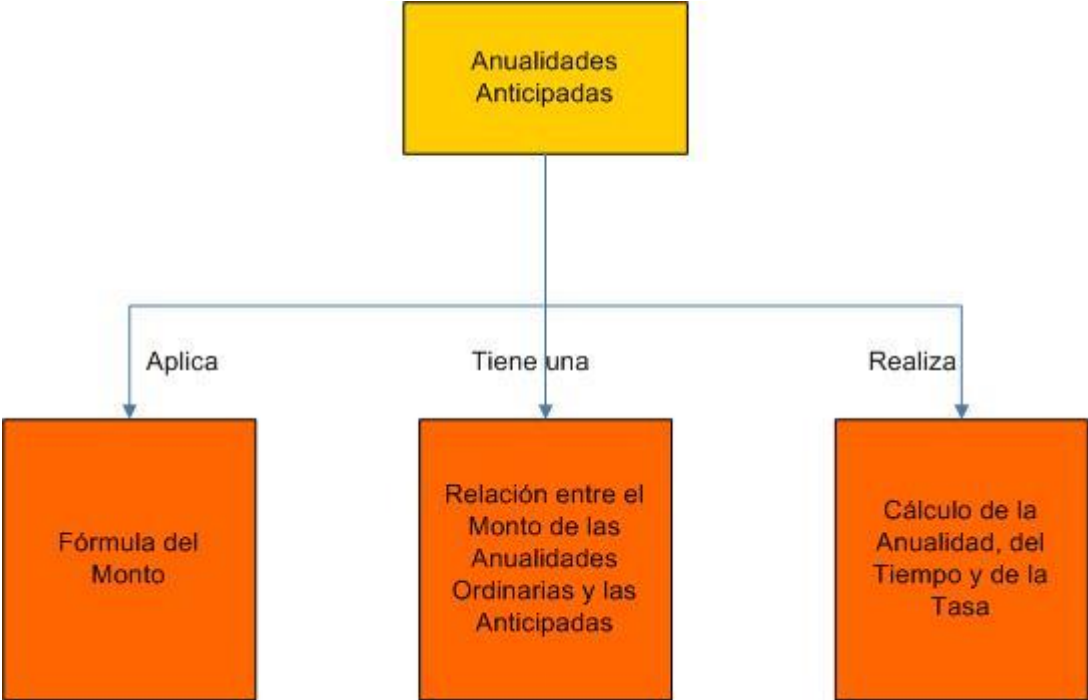 Anualidades
Anticipadas
Aplica
Tiene una
Realiza
Fórmula del
Monto
Relación entre el
Monto de las
Anualidades
Ordinarias y las
Anticipadas
Cálculo de la
Anualidad, del
Tiempo y de la
Tasa